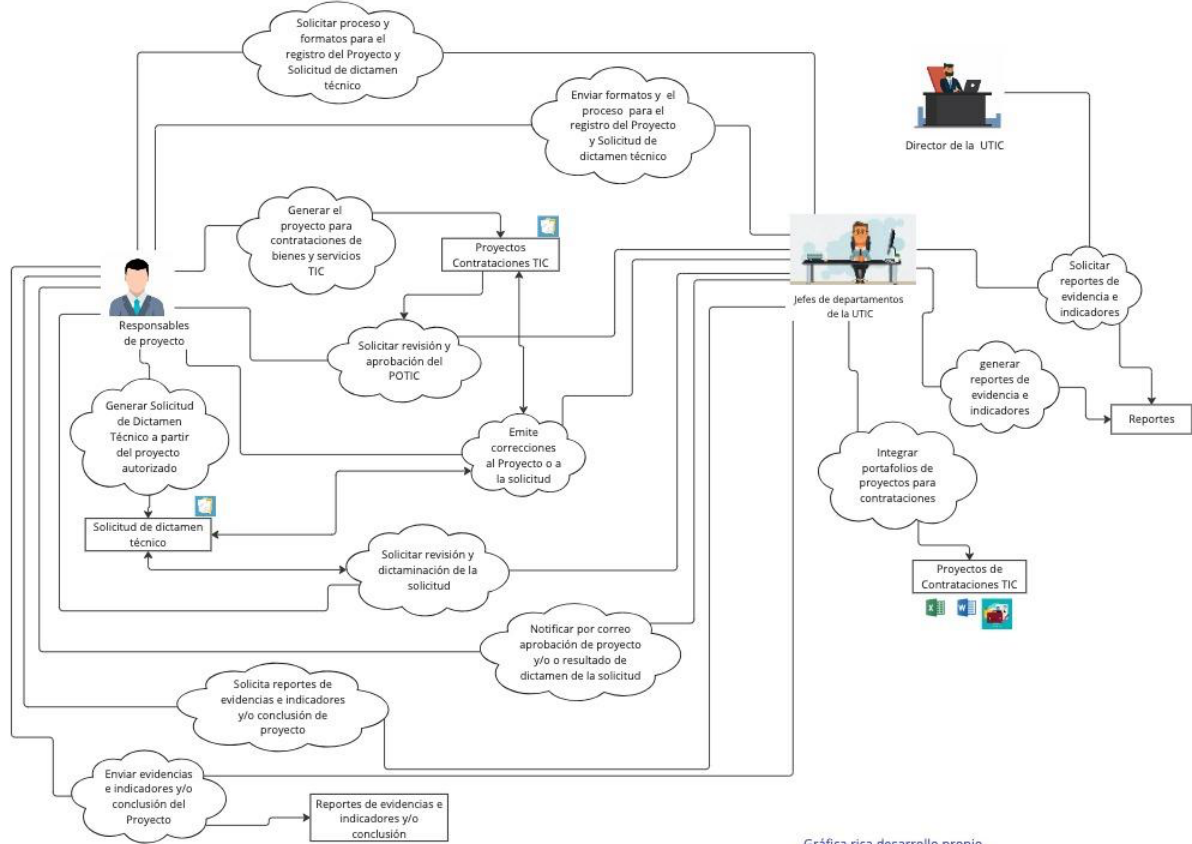 Solicitar proceso y
formatos para el
registro del Proyecto y
Solicitud de dictamen
técnico
Enviar formatos y el
proceso para el
registro del Proyecto
y Solicitud de
dictamen técnico
Director de la UTIC
Generar el
proyecto para
contrataciones de
bienes y servicios
TIC
Proyectos
Contrataciones TIC
Solicitar
reportes de
evidencia e
indicadores
Jefes de departamentos
de la UTIC
Responsables
de proyecto
Solicitar revisión y
aprobación del
POTIC
generar
reportes de
evidencia e
indicadores
Reportes
Generar Solicitud
de Dictamen
Técnico a partir
del proyecto
autorizado
Emite
correcciones
al Proyecto o a
la solicitud
Integrar
portafolios de
proyectos para
contrataciones
Solicitud de dictamen
técnico
Solicitar revisión y
dictaminación de la
solicitud
Proyectos de
Contrataciones TIC
Notificar por correo
aprobación de proyecto
y/o o resultado de
dictamen de la solicitud
Solicita reportes de
evidencias e indicadores
y/o conclusión de
proyecto
Enviar evidencias
e indicadores y/o
conclusión del
Proyecto
Reportes de evidencias e
indicadores y/o
conclusión
Gráfica rica desarrollo propio